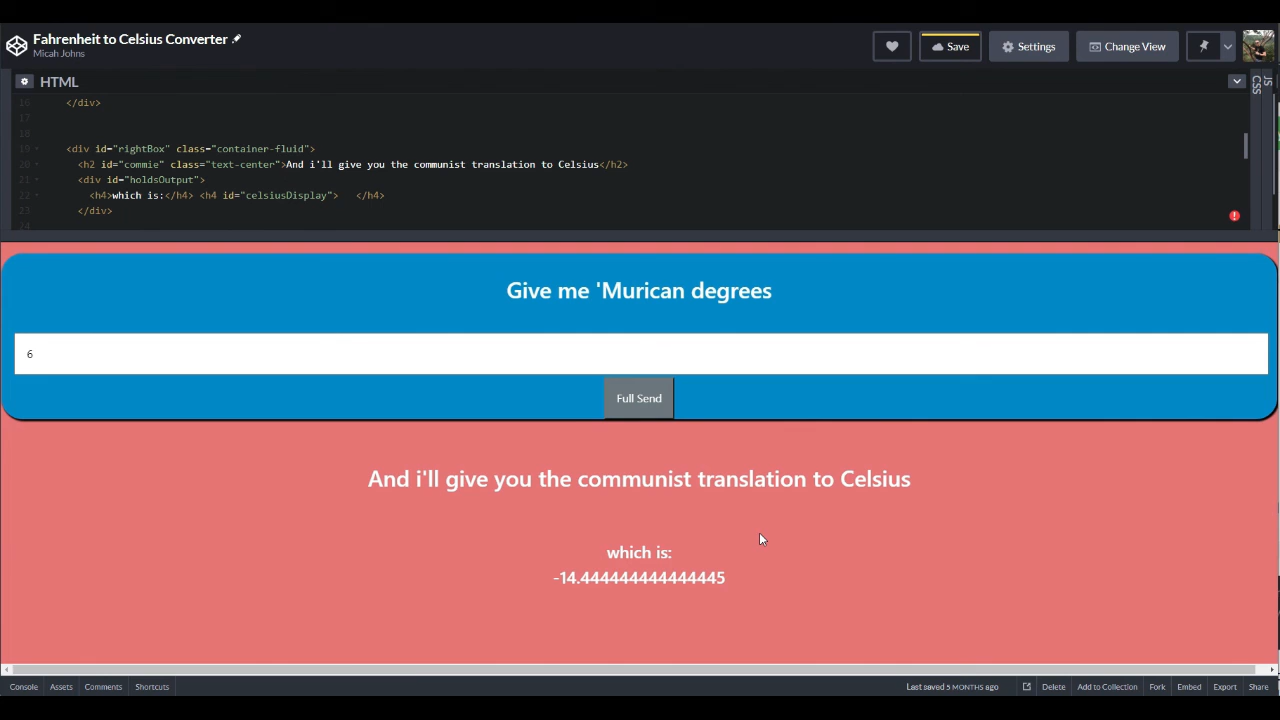 Fahrenheit to Celsius Converter
Micah Johns
Save
Settings
Change View
HTML
CSS
JS
16 </div>
17
18
19 <div id="rightBox" class="container-fluid">
20 <h2 id="commie" class="text-center">And i'll give you the communist translation to Celsius</h2>
21 <div id="holdsOutput">
22 <h4>which is:</h4> <h4 id="celsiusDisplay">   </h4>
23 </div>
24
Give me 'Murican degrees
6
Full Send
And i'll give you the communist translation to Celsius
which is:
-14.444444444444445
Console Assets Comments Shortcuts Last saved 5 MONTHS ago Delete Add to Collection Fork Embed Export Share